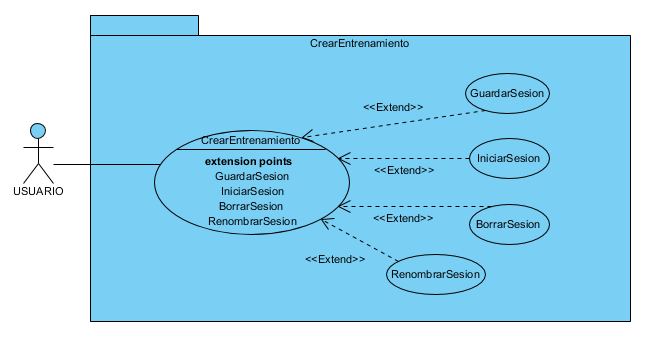 CrearEntrenamiento
GuardarSesion
<<Extend>>
CrearEntrenamiento
extension points
GuardarSesion
IniciarSesion
BorrarSesion
RenombrarSesion
IniciarSesion
<<Extend>>
USUARIO
<<Extend>>
BorrarSesion
<<Extend>>
RenombrarSesion